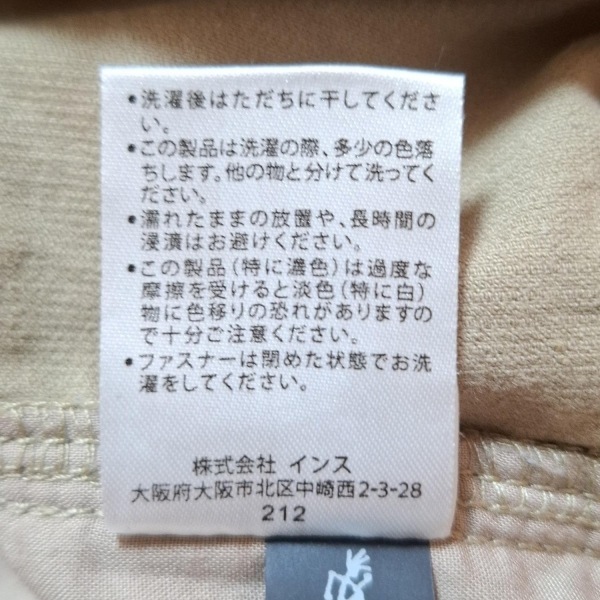 •洗濯後はただちに干してくださ
い。
•この製品は洗濯の際、多少の色落
ちします。他の物と分けて洗ってく
ださい。
•濡れたままの放置や、長時間の
浸漬はお避けください。
•この製品（特に濃色）は過度な
摩擦を受けると淡色（特に白）
物に色移りの恐れがありますの
で十分ご注意ください。
•ファスナーは閉めた状態でお洗
濯をしてください。
株式会社 インス
大阪府大阪市北区中崎西2-3-28
212